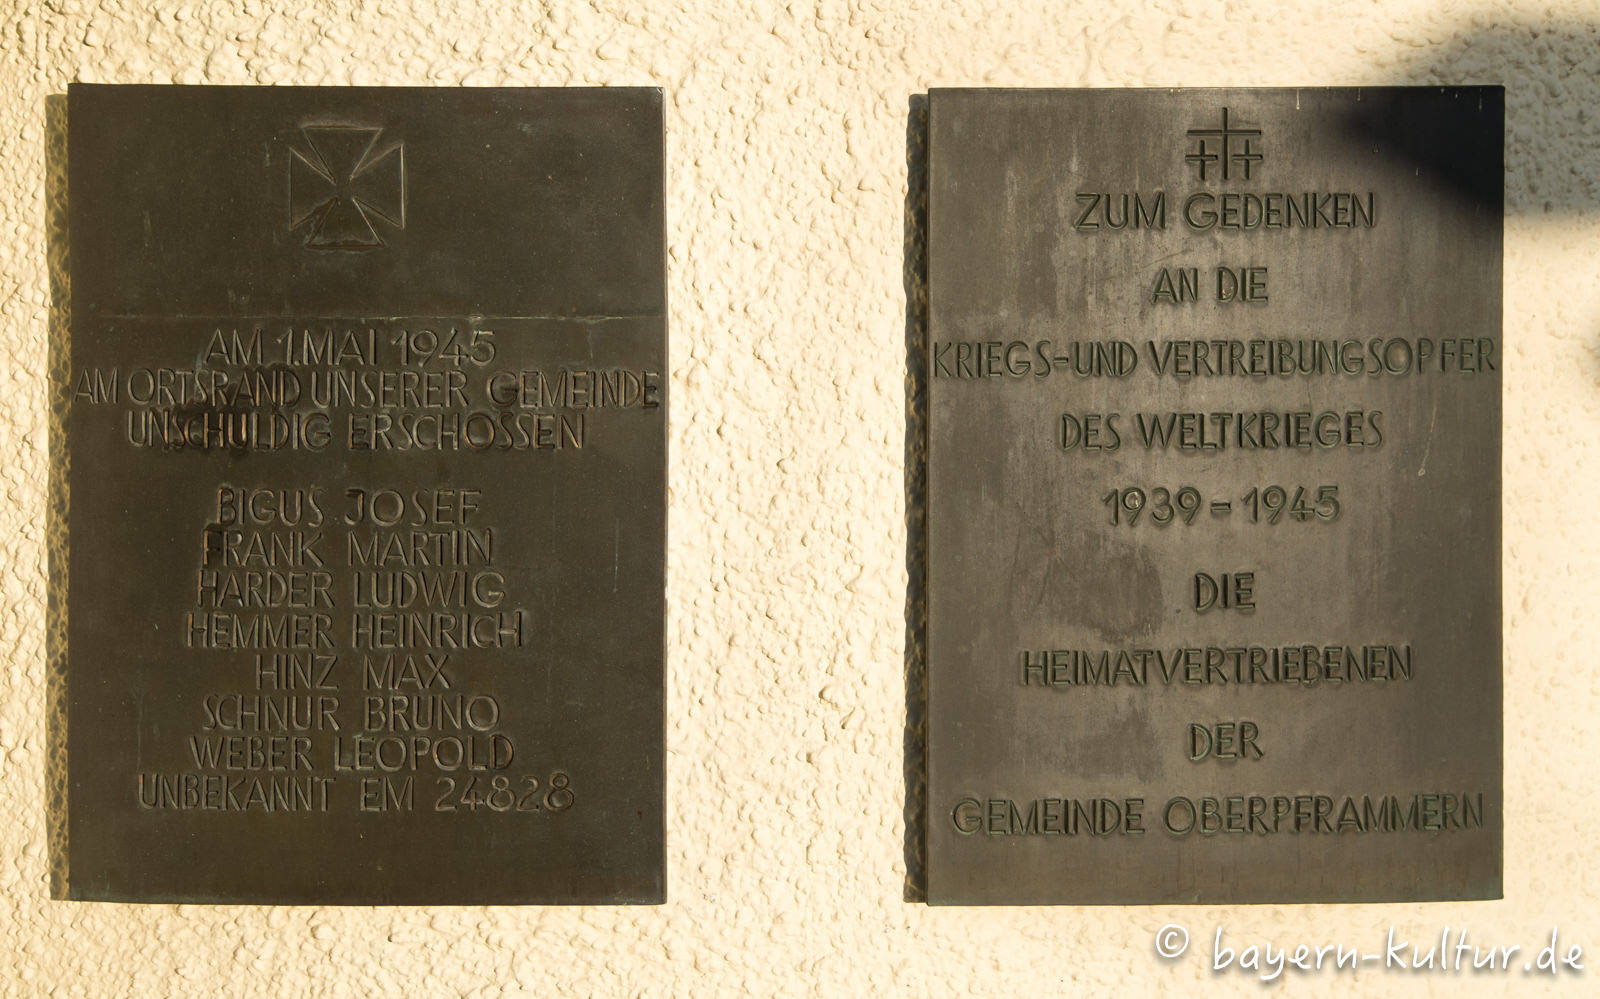 AM 1. MAI 1945
AM ORTSRAND UNSERER GEMEINDE
UNSCHULDIG ERSCHOSSEN
BIGUS JOSEF
FRANK MARTIN
HARDER LUDWIG
HEMMER HEINRICH
HINZ MAX
SCHNUR BRUNO
WEBER LEOPOLD
UNBEKANNT EM 24828
ZUM GEDENKEN
AN DIE
KRIEGS-UND VERTREIBUNGSOPFER
DES WELTKRIEGES
1939-1945
DIE
HEIMATVERTRIEBENEN
DER
GEMEINDE OBERPFRAMMERN
© bayern-kultur.de